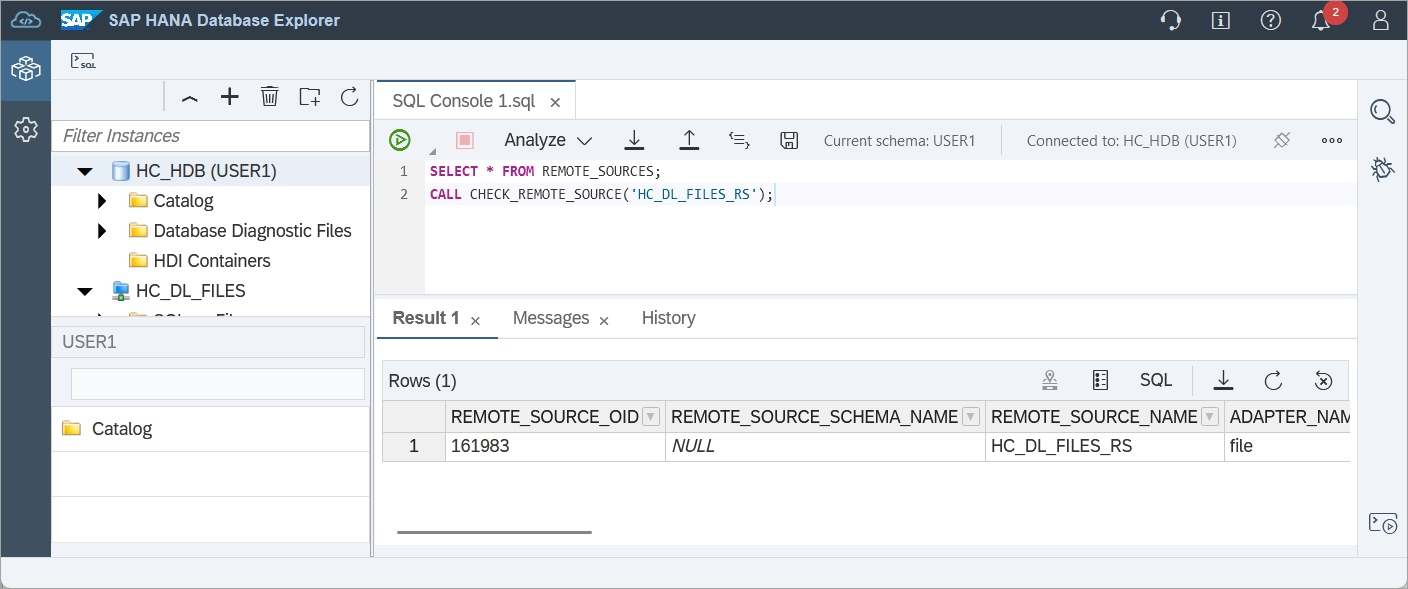 SAP SAP HANA Database Explorer
2
SQL
SQL Console 1.sql
Filter Instances
Analyze
Current schema: USER1
Connected to: HC_HDB (USER1)
HC_HDB (USER1)
Catalog
Database Diagnostic Files
HDI Containers
HC_DL_FILES
1 SELECT * FROM REMOTE_SOURCES;
2 CALL CHECK_REMOTE_SOURCE('HC_DL_FILES_RS');
USER1
Catalog
Result 1
Messages
History
Rows (1)
SQL
REMOTE_SOURCE_OID REMOTE_SOURCE_SCHEMA_NAME REMOTE_SOURCE_NAME ADAPTER_NAM
1 161983 NULL HC_DL_FILES_RS file